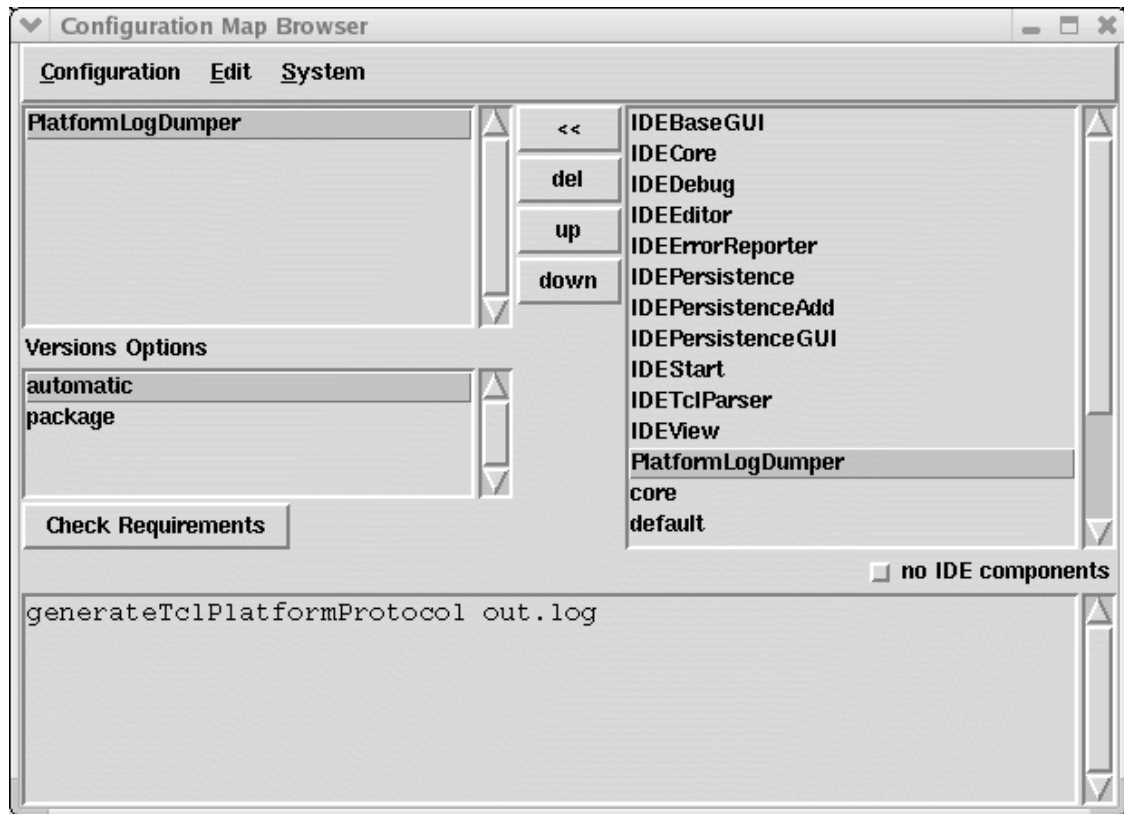 Configuration Map Browser
Configuration Edit System
PlatformLogDumper
<<
del
up
down
IDEBaseGUI
IDECore
IDEDebug
IDEEditor
IDEErrorReporter
IDEPersistence
IDEPersistenceAdd
IDEPersistenceGUI
IDEStart
IDETclParser
IDEView
PlatformLogDumper
core
default
Versions Options
automatic
package
Check Requirements
no IDE components
generateTclPlatformProtocol out.log